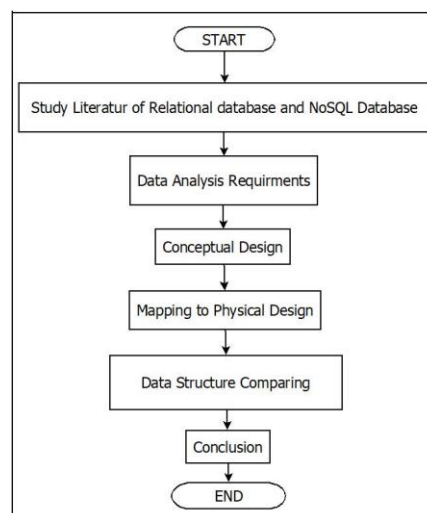 START
Study Literatur of Relational database and NoSQL Database
Data Analysis Requirments
Conceptual Design
Mapping to Physical Design
Data Structure Comparing
Conclusion
END